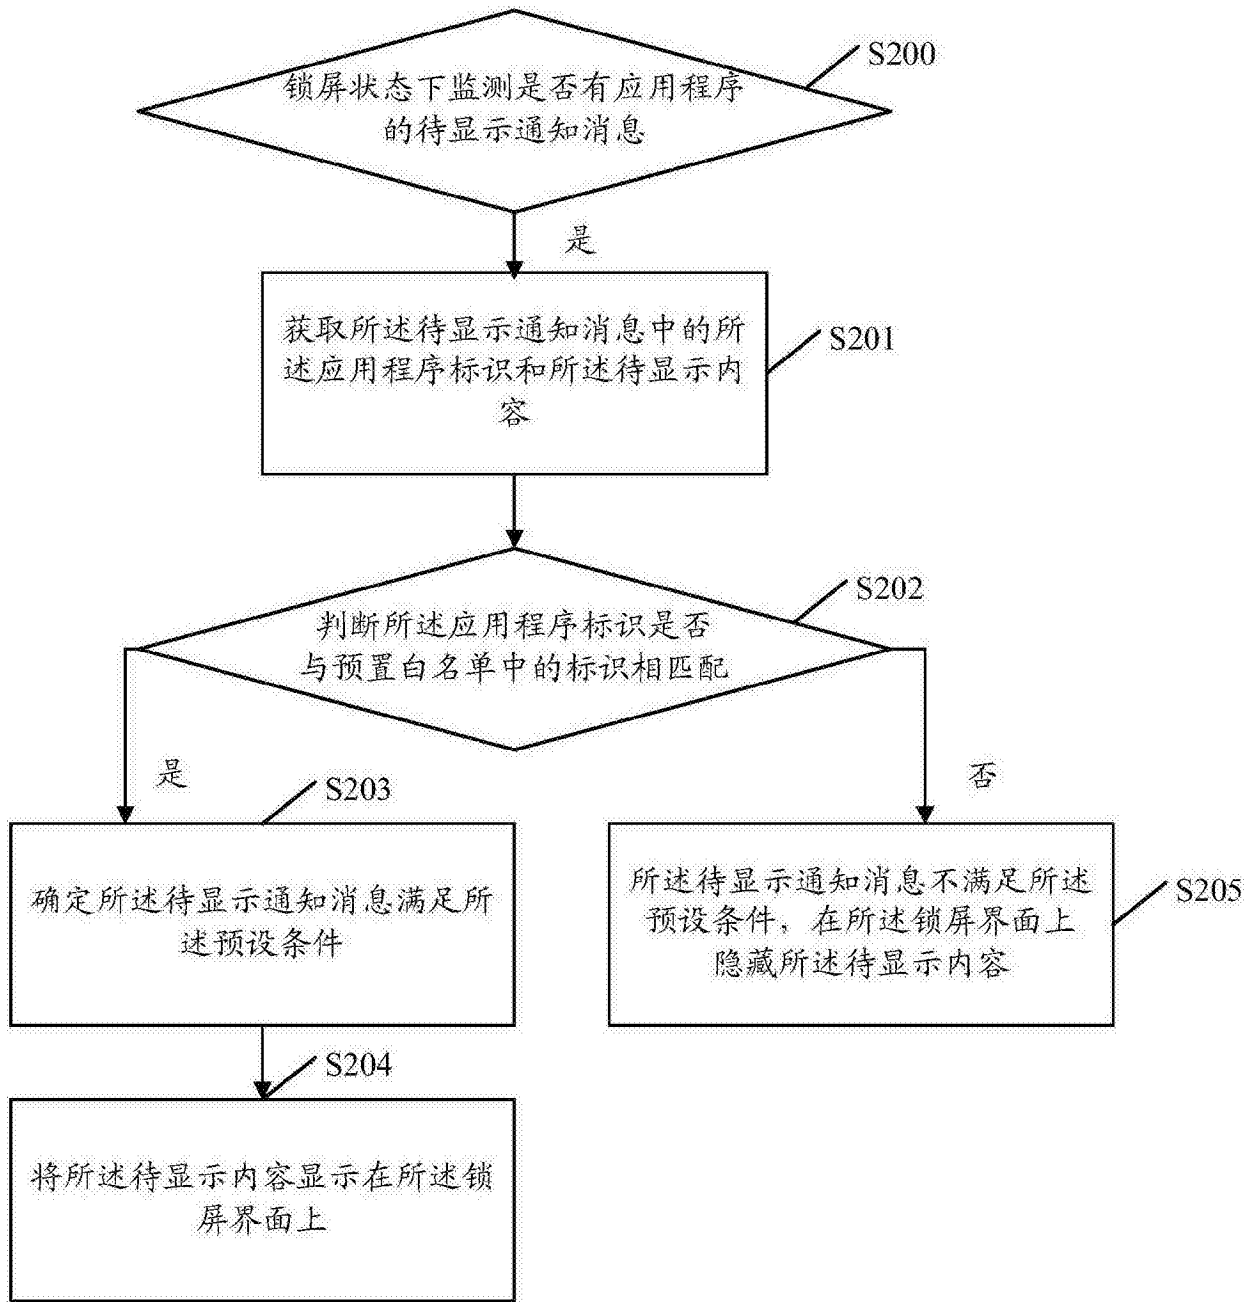 S200
锁屏状态下监测是否有应用程序
的待显示通知消息
是
获取所述待显示通知消息中的所
述应用程序标识和所述待显示内
容
S201
S202
判断所述应用程序标识是否
与预置白名单中的标识相匹配
是
否
S203
确定所述待显示通知消息满足所
述预设条件
所述待显示通知消息不满足所述
预设条件，在所述锁屏界面上
隐藏所述待显示内容
S205
S204
将所述待显示内容显示在所述锁
屏界面上